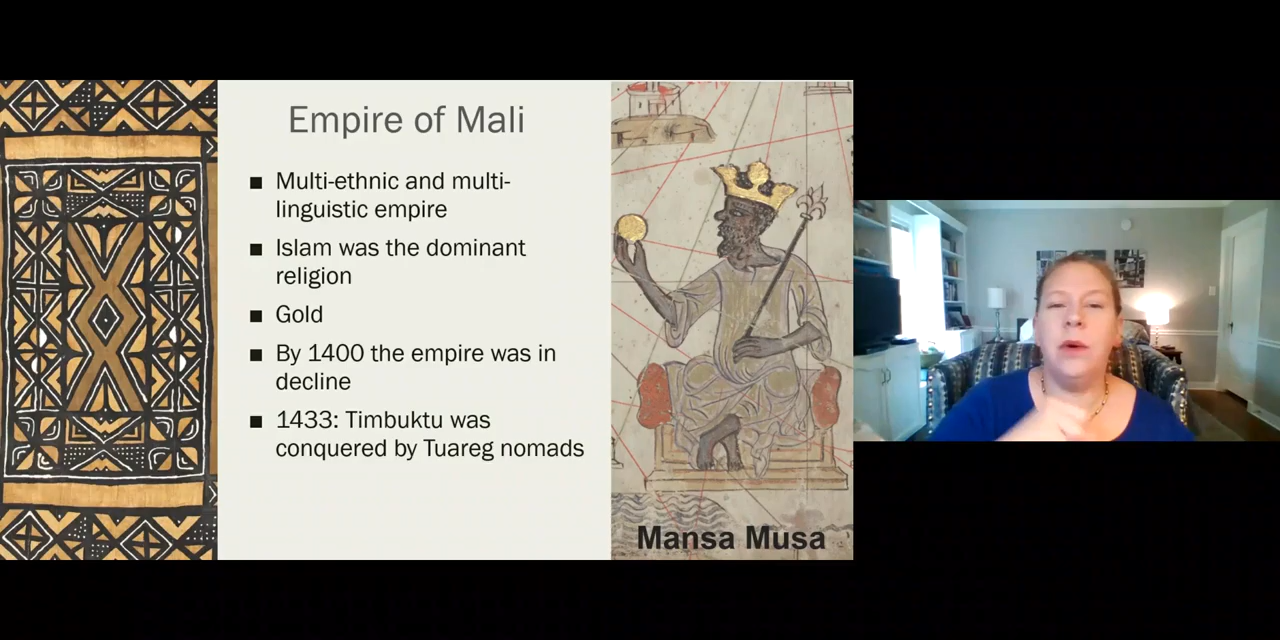 Empire of Mali
■ Multi-ethnic and multi-
linguistic empire
■ Islam was the dominant
religion
■ Gold
■ By 1400 the empire was in
decline
■ 1433: Timbuktu was
conquered by Tuareg nomads
Mansa Musa